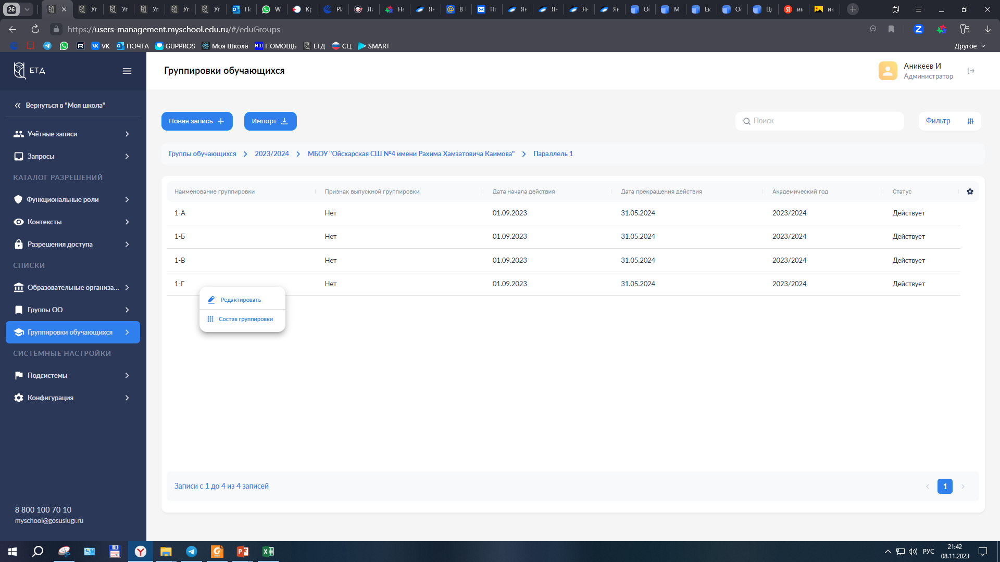 26
Уг
Уг
Уг
Уг
Уг
По
W
Кр
РИ
Ли
Не
Ян
В
По
Ян
Ян
Ян
Ян
Ос
М
Ек
Ос
Ци
ик
ик
https://users-management.myschool.edu.ru/#/eduGroups
VK
ПОЧТА
GUPPROS
Моя Школа
МШ ПОМОЩЬ
ЕТД
СЦ
SMART
Другое
ЕТД
Группировки обучающихся
Аникеев И
Администратор
Вернуться в "Моя школа"
Учётные записи
Запросы
КАТАЛОГ РАЗРЕШЕНИЙ
Функциональные роли
Контексты
Разрешения доступа
СПИСКИ
Образовательные организа...
Группы ОО
Группировки обучающихся
СИСТЕМНЫЕ НАСТРОЙКИ
Подсистемы
Конфигурация
8 800 100 70 10
myschool@gosuslugi.ru
Новая запись
Импорт
Поиск
Фильтр
Группы обучающихся > 2023/2024 > МБОУ "Ойсхарская СШ №4 имени Рахима Хамзатовича Каимова" > Параллель 1
Наименование группировки Признак выпускной группировки Дата начала действия Дата прекращения действия Академический год Статус
1-А Нет 01.09.2023 31.05.2024 2023/2024 Действует
1-Б Нет 01.09.2023 31.05.2024 2023/2024 Действует
1-В Нет 01.09.2023 31.05.2024 2023/2024 Действует
1-Г Нет 01.09.2023 31.05.2024 2023/2024 Действует
Редактировать
Состав группировки
Записи с 1 до 4 из 4 записей
1
РУС
21:42
08.11.2023